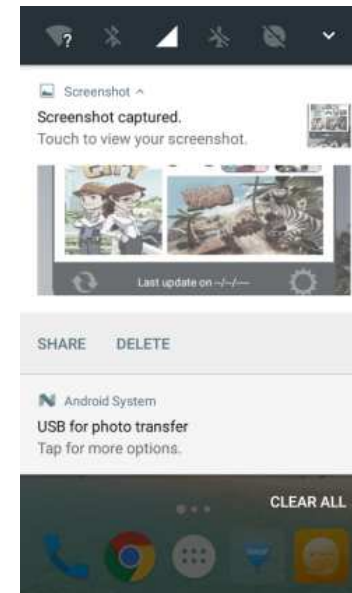 ?
Screenshot
Screenshot captured.
Touch to view your screenshot.
CITY
Last update on --/--/----
SHARE DELETE
Android System
USB for photo transfer
Tap for more options.
CLEAR ALL